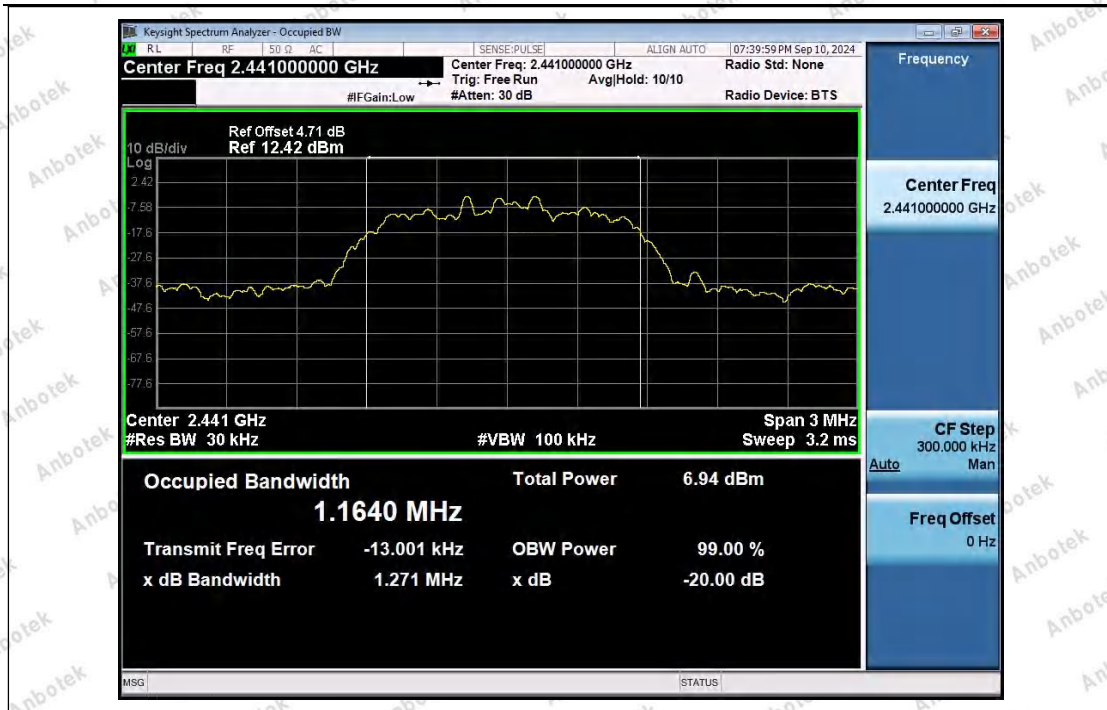 Keysight Spectrum Analyzer - Occupied BW
LXI RL RF 50 Ω AC SENSE:PULSE ALIGN AUTO 07:39:59 PM Sep 10, 2024
Center Freq 2.441000000 GHz
Center Freq: 2.441000000 GHz
Radio Std: None
Trig: Free Run Avg|Hold: 10/10
#IFGain:Low
#Atten: 30 dB
Radio Device: BTS
Frequency
Ref Offset 4.71 dB
10 dB/div Ref 12.42 dBm
Log
2.42
-7.58
-17.6
-27.6
-37.6
-47.6
-57.6
-67.6
-77.6
Center 2.441 GHz Span 3 MHz
#Res BW 30 kHz #VBW 100 kHz Sweep 3.2 ms
Occupied Bandwidth
1.1640 MHz
Total Power 6.94 dBm
Transmit Freq Error -13.001 kHz OBW Power 99.00 %
x dB Bandwidth 1.271 MHz x dB -20.00 dB
Center Freq
2.441000000 GHz
CF Step
300.000 kHz
Auto Man
Freq Offset
0 Hz
MSG STATUS
Anbotek